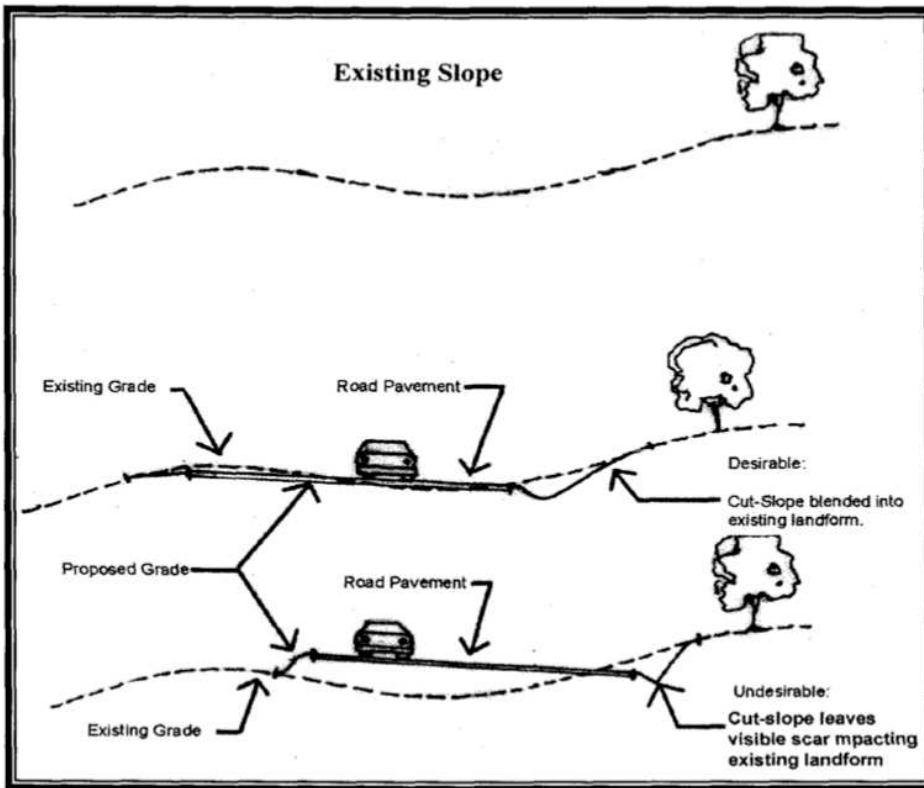 Existing Slope
Existing Grade
Road Pavement
Desirable:
Cut-Slope blended into
existing landform.
Proposed Grade
Road Pavement
Existing Grade
Undesirable:
Cut-slope leaves
visible scar mpacting
existing landform